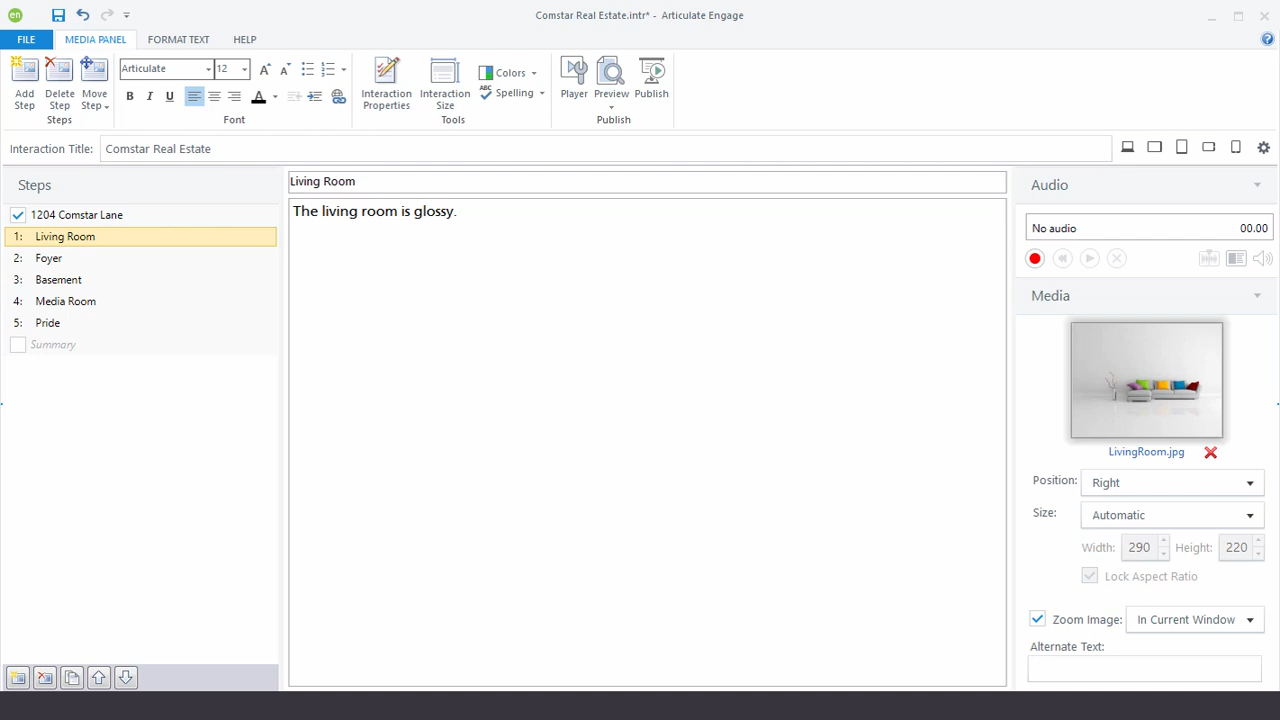 en
Comstar Real Estate.intr* - Articulate Engage
FILE
MEDIA PANEL
FORMAT TEXT
HELP
Add
Step
Delete
Step
Move
Step
Steps
Articulate
12
B I U
A
Font
Interaction
Properties
Interaction
Size
Colors
ABC
Spelling
Tools
Player
Preview
Publish
Publish
Interaction Title:
Comstar Real Estate
Steps
1204 Comstar Lane
1: Living Room
2: Foyer
3: Basement
4: Media Room
5: Pride
Summary
Living Room
The living room is glossy.
Audio
No audio 00.00
Media
LivingRoom.jpg
Position: Right
Size: Automatic
Width: 290 Height: 220
Lock Aspect Ratio
Zoom Image: In Current Window
Alternate Text: